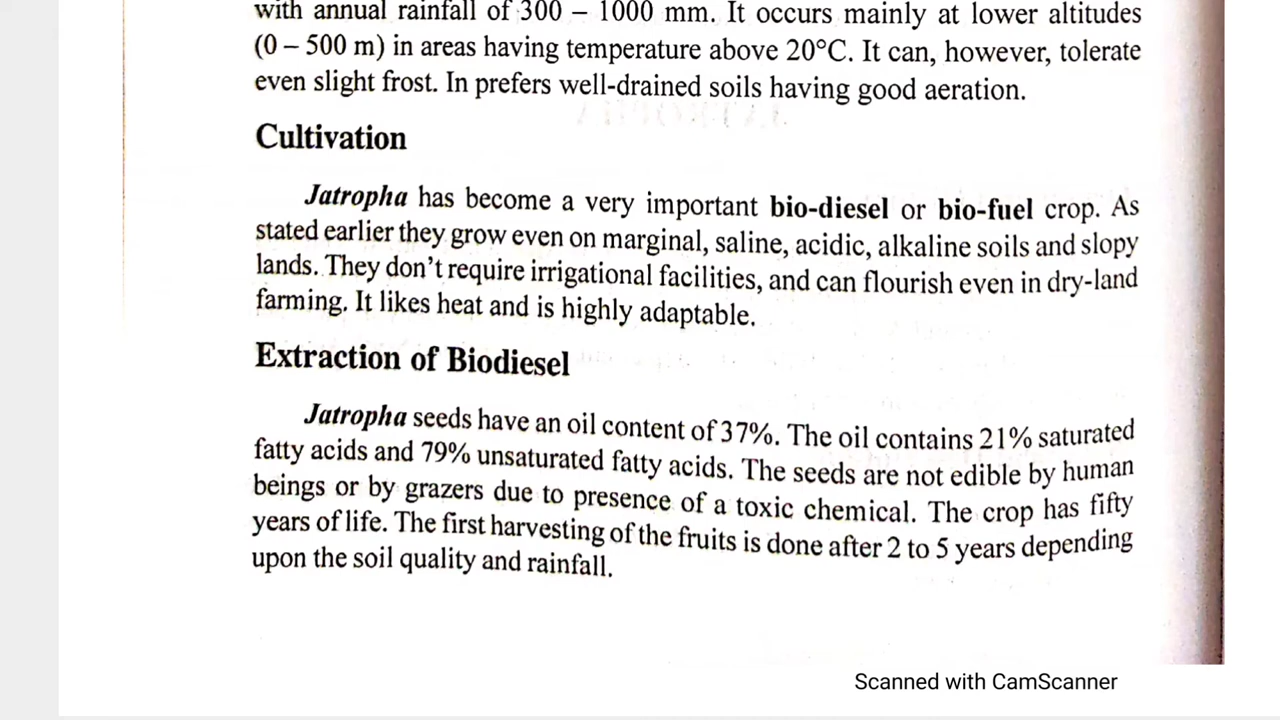 with annual rainfall of 300 – 1000 mm. It occurs mainly at lower altitudes
(0 – 500 m) in areas having temperature above 20°C. It can, however, tolerate
even slight frost. In prefers well-drained soils having good aeration.
Cultivation
Jatropha has become a very important bio-diesel or bio-fuel crop. As
stated earlier they grow even on marginal, saline, acidic, alkaline soils and slopy
lands. They don't require irrigational facilities, and can flourish even in dry-land
farming. It likes heat and is highly adaptable.
Extraction of Biodiesel
Jatropha seeds have an oil content of 37%. The oil contains 21% saturated
fatty acids and 79% unsaturated fatty acids. The seeds are not edible by human
beings or by grazers due to presence of a toxic chemical. The crop has fifty
years of life. The first harvesting of the fruits is done after 2 to 5 years depending
upon the soil quality and rainfall.
Scanned with CamScanner